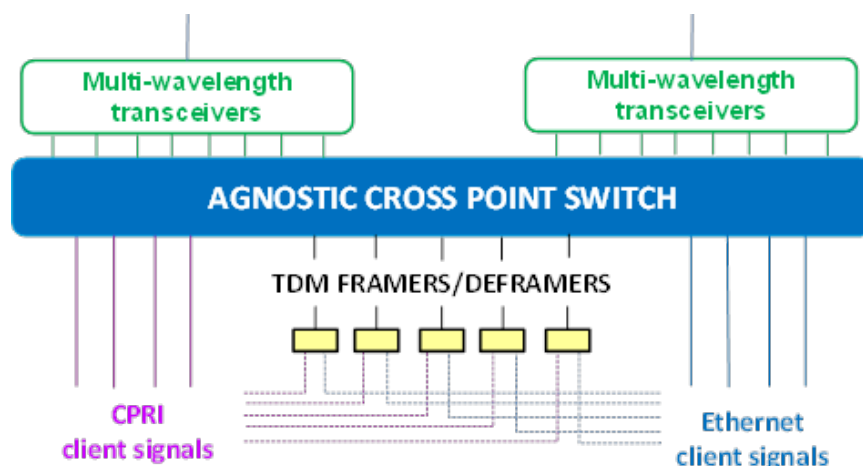 Multi-wavelength
transceivers
Multi-wavelength
transceivers
AGNOSTIC CROSS POINT SWITCH
TDM FRAMERS/DEFRAMERS
CPRI
client signals
Ethernet
client signals